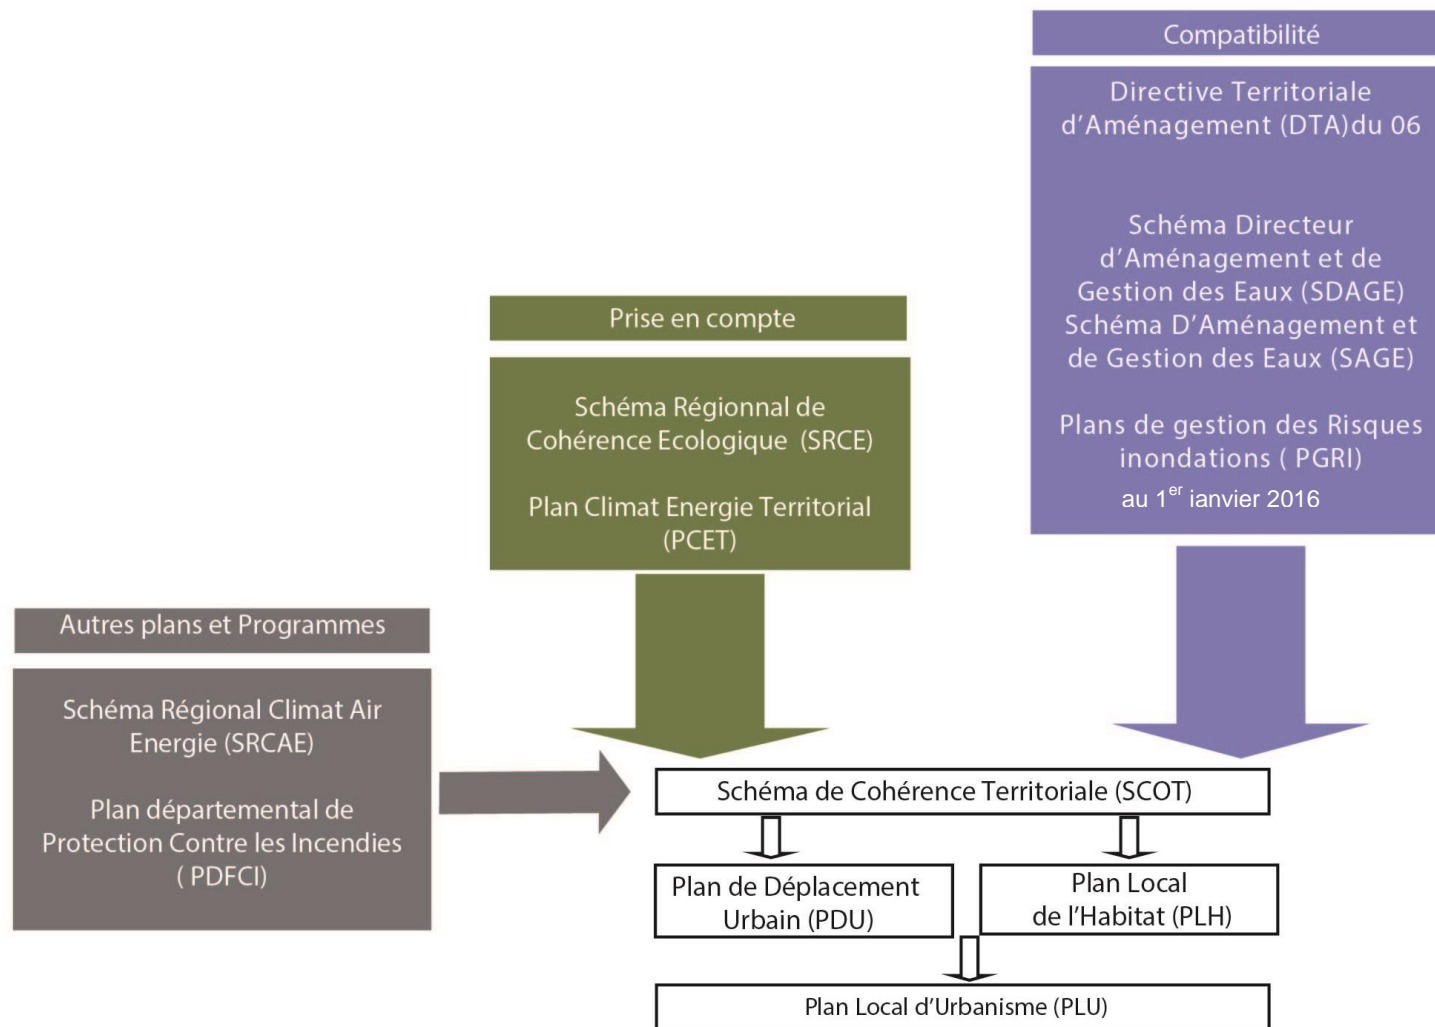 Compatibilité
Directive Territoriale
d’Aménagement (DTA)du 06
Schéma Directeur
d’Aménagement et de
Gestion des Eaux (SDAGE)
Schéma D’Aménagement et
de Gestion des Eaux (SAGE)
Plans de gestion des Risques
inondations ( PGRI)
au 1er ianvier 2016
Prise en compte
Schéma Régionnal de
Cohérence Ecologique (SRCE)
Plan Climat Energie Territorial
(PCET)
Autres plans et Programmes
Schéma Régional Climat Air
Energie (SRCAE)
Plan départemental de
Protection Contre les Incendies
( PDFCI)
Schéma de Cohérence Territoriale (SCOT)
Plan de Déplacement
Urbain (PDU)
Plan Local
de l’Habitat (PLH)
Plan Local d’Urbanisme (PLU)